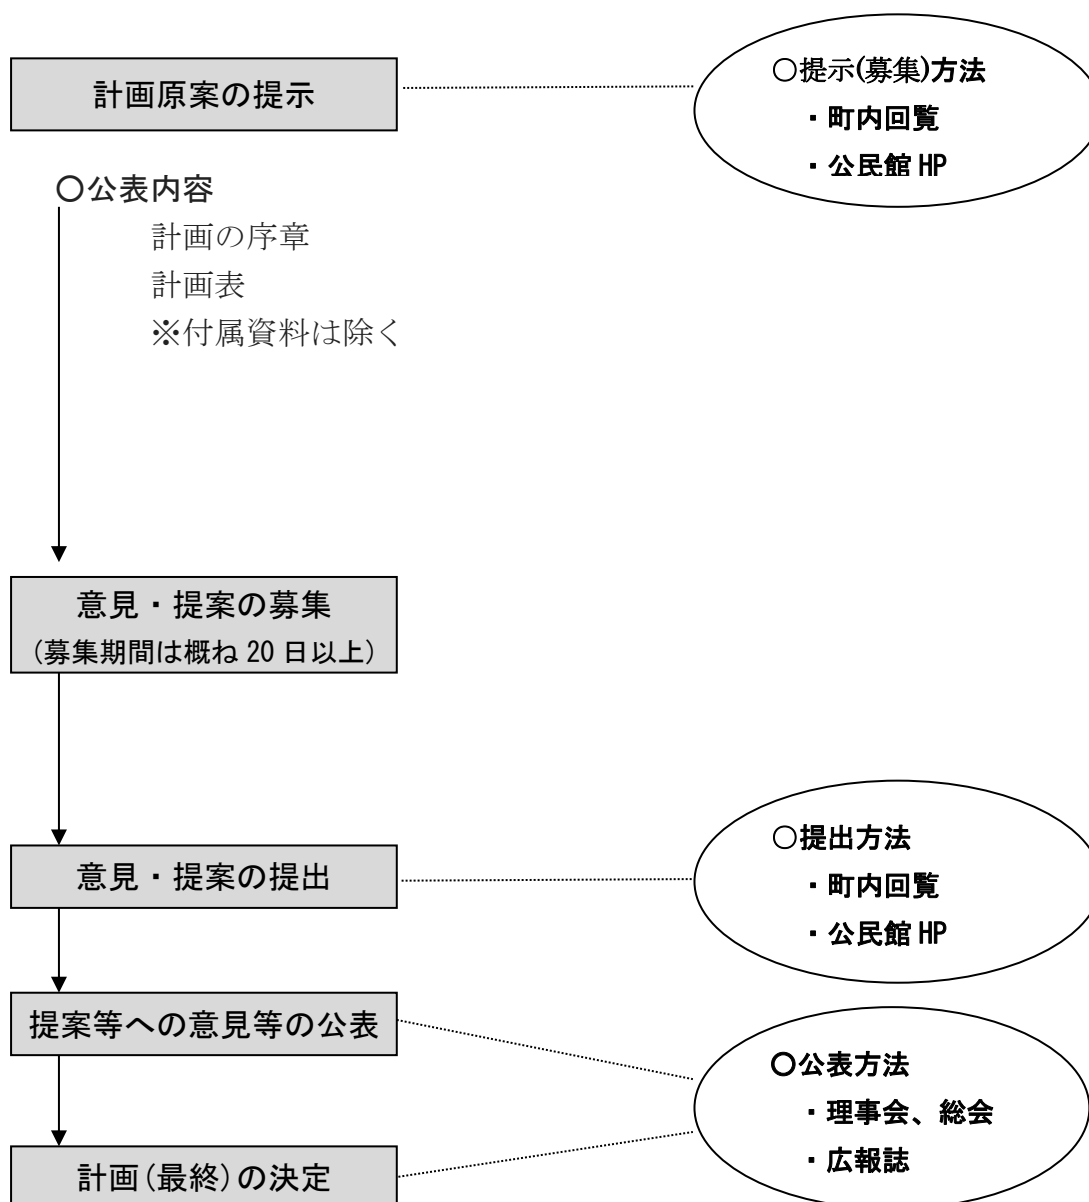 計画原案の提示
○提示(募集)方法
・町内回覧
・公民館 HP
○公表内容
計画の序章
計画表
※付属資料は除く
意見・提案の募集
(募集期間は概ね 20 日以上)
意見・提案の提出
○提出方法
・町内回覧
・公民館 HP
提案等への意見等の公表
○公表方法
・理事会、総会
・広報誌
計画(最終)の決定